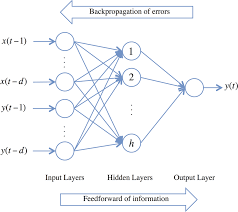 Backpropagation of errors
x(t−1)
⋮
x(t−d)
y(t−1)
⋮
y(t−d)
1
2
⋮
h
y(t)
Input Layers
Hidden Layers
Output Layer
Feedforward of information